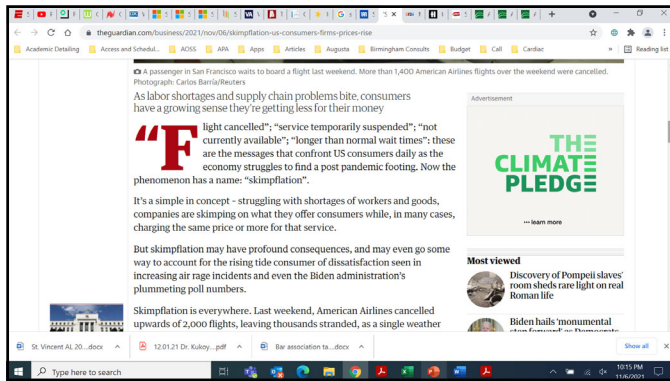 theguardian.com/business/2021/nov/06/skimpflation-us-consumers-firms-prices-rise
Academic Detailing
Access and Schedul...
AOSS
APA
Apps
Articles
Augusta
Birmingham Consults
Budget
Call
Cardiac
»
Reading list
A passenger in San Francisco waits to board a flight last weekend. More than 1,400 American Airlines flights over the weekend were cancelled.
Photograph: Carlos Barría/Reuters
As labor shortages and supply chain problems bite, consumers
have a growing sense they're getting less for their money
“Flight cancelled”; “service temporarily suspended”; “not
currently available”; “longer than normal wait times”: these
are the messages that confront US consumers daily as the
economy struggles to find a post pandemic footing. Now the
phenomenon has a name: “skimpflation”.
It's a simple in concept – struggling with shortages of workers and goods,
companies are skimping on what they offer consumers while, in many cases,
charging the same price or more for that service.
But skimpflation may have profound consequences, and may even go some
way to account for the rising tide consumer of dissatisfaction seen in
increasing air rage incidents and even the Biden administration's
plummeting poll numbers.
Skimpflation is everywhere. Last weekend, American Airlines cancelled
upwards of 2,000 flights, leaving thousands stranded, as a single weather
Advertisement
THE
CLIMATE
PLEDGE
••• learn more
Most viewed
Discovery of Pompeii slaves'
room sheds rare light on real
Roman life
Biden hails 'monumental
step forward' as Democrats
St. Vincent AL 20....docx
12.01.21 Dr. Kukoy....pdf
Bar association ta....docx
Show all
Type here to search
10:15 PM
11/6/2021